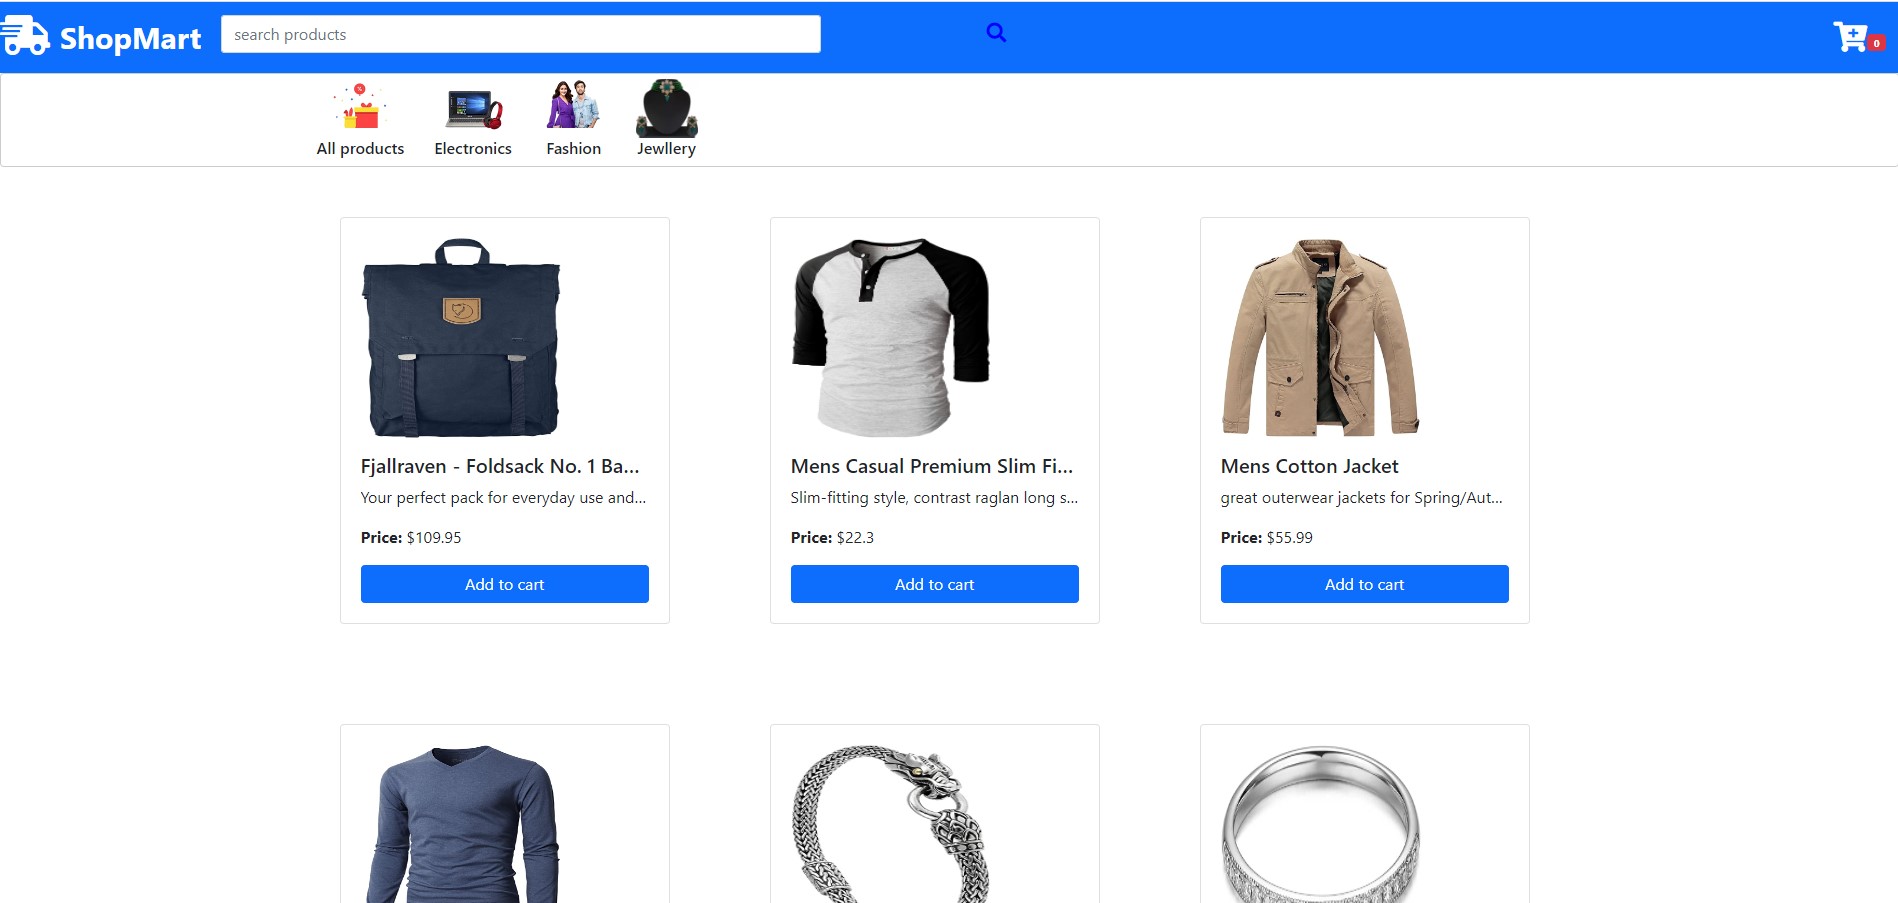 ShopMart
search products
0
All products
Electronics
Fashion
Jewllery
Fjallraven - Foldsack No. 1 Ba...
Your perfect pack for everyday use and...
Price: $109.95
Add to cart
Mens Casual Premium Slim Fi...
Slim-fitting style, contrast raglan long s...
Price: $22.3
Add to cart
Mens Cotton Jacket
great outerwear jackets for Spring/Aut...
Price: $55.99
Add to cart